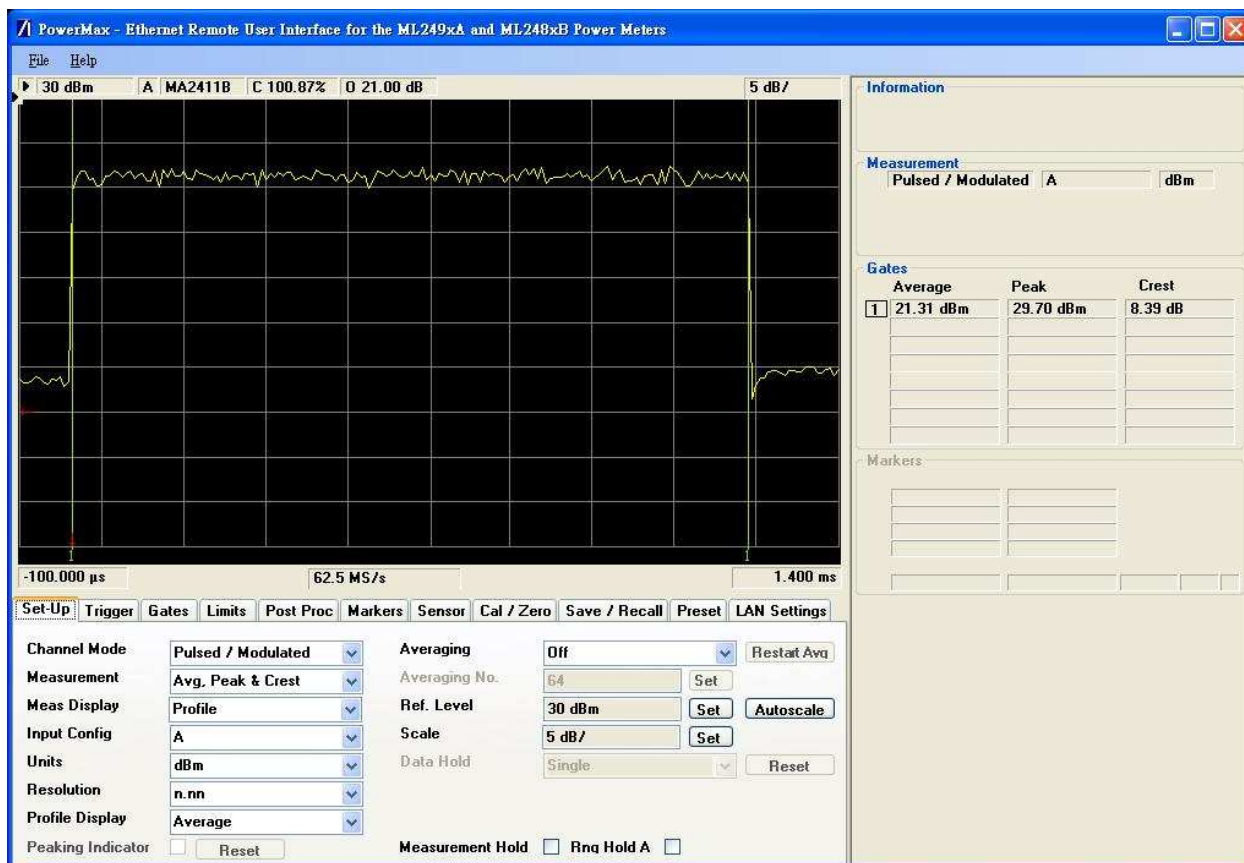 PowerMax - Ethernet Remote User Interface for the ML249xA and ML248xB Power Meters
File Help
30 dBm A MA2411B C 100.87% O 21.00 dB 5 dB/
1 1
-100.000 µs 62.5 MS/s 1.400 ms
Information
Measurement
Pulsed / Modulated A dBm
Gates
Average Peak Crest
1 21.31 dBm 29.70 dBm 8.39 dB
Markers
Set-Up Trigger Gates Limits Post Proc Markers Sensor Cal / Zero Save / Recall Preset LAN Settings
Channel Mode Pulsed / Modulated Averaging Off Restart Avg
Measurement Avg, Peak & Crest Averaging No. 64 Set
Meas Display Profile Ref. Level 30 dBm Set Autoscale
Input Config A Scale 5 dB/ Set
Units dBm Data Hold Single Reset
Resolution n.nn
Profile Display Average
Peaking Indicator Reset Measurement Hold Rng Hold A